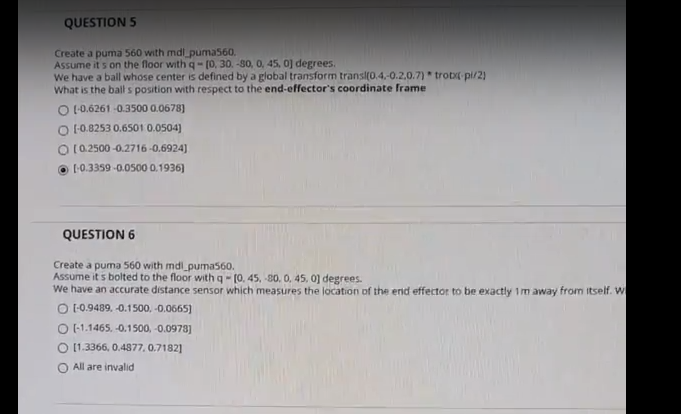 QUESTION 5
Create a puma 560 with mdl_puma560.
Assume it s on the floor with q = [0, 30, -80, 0, 45, 0] degrees.
We have a ball whose center is defined by a global transform transl(0.4,-0.2,0.7) * trotx(-pi/2)
What is the ball s position with respect to the end-effector's coordinate frame
[-0.6261 -0.3500 0.0678]
[-0.8253 0.6501 0.0504]
[0.2500 -0.2716 -0.6924]
[-0.3359 -0.0500 0.1936]
QUESTION 6
Create a puma 560 with mdl_puma560.
Assume it s bolted to the floor with q = [0, 45, -80, 0, 45, 0] degrees.
We have an accurate distance sensor which measures the location of the end effector to be exactly 1m away from itself. W
[-0.9489, -0.1500, -0.0665]
[-1.1465, -0.1500, -0.0978]
[1.3366, 0.4877, 0.7182]
All are invalid